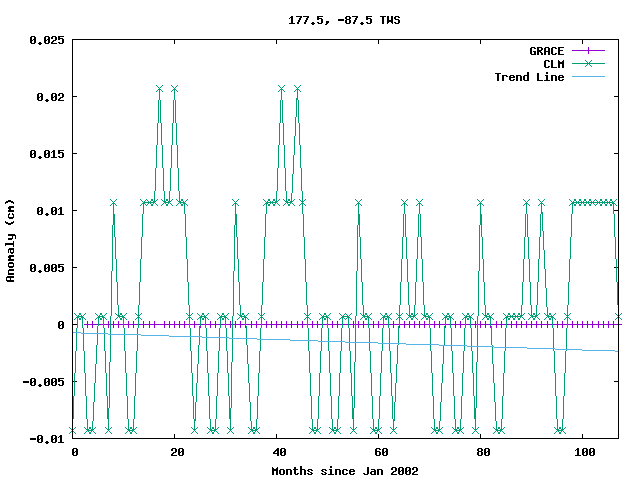 177.5, -87.5 TWS
GRACE
CLM
Trend Line
0.025
0.02
0.015
0.01
0.005
0
-0.005
-0.01
Anomaly (cm)
0 20 40 60 80 100
Months since Jan 2002